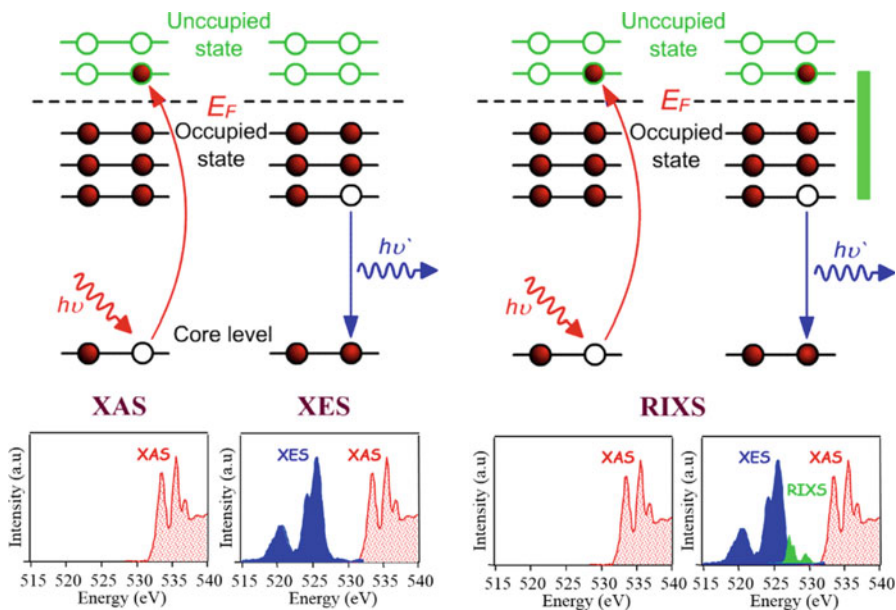 Unccupied
state
E_F
Occupied
state
hυ
hυ`
Core level
XAS
XES
Intensity (a.u)
XAS
515 520 525 530 535 540
Energy (eV)
Intensity (a.u)
XES
XAS
515 520 525 530 535 540
Energy (eV)
Unccupied
state
E_F
Occupied
state
hυ
hυ`
RIXS
Intensity (a.u)
XAS
515 520 525 530 535 540
Energy (eV)
Intensity (a.u)
XES
XAS
RIXS
515 520 525 530 535 540
Energy (eV)